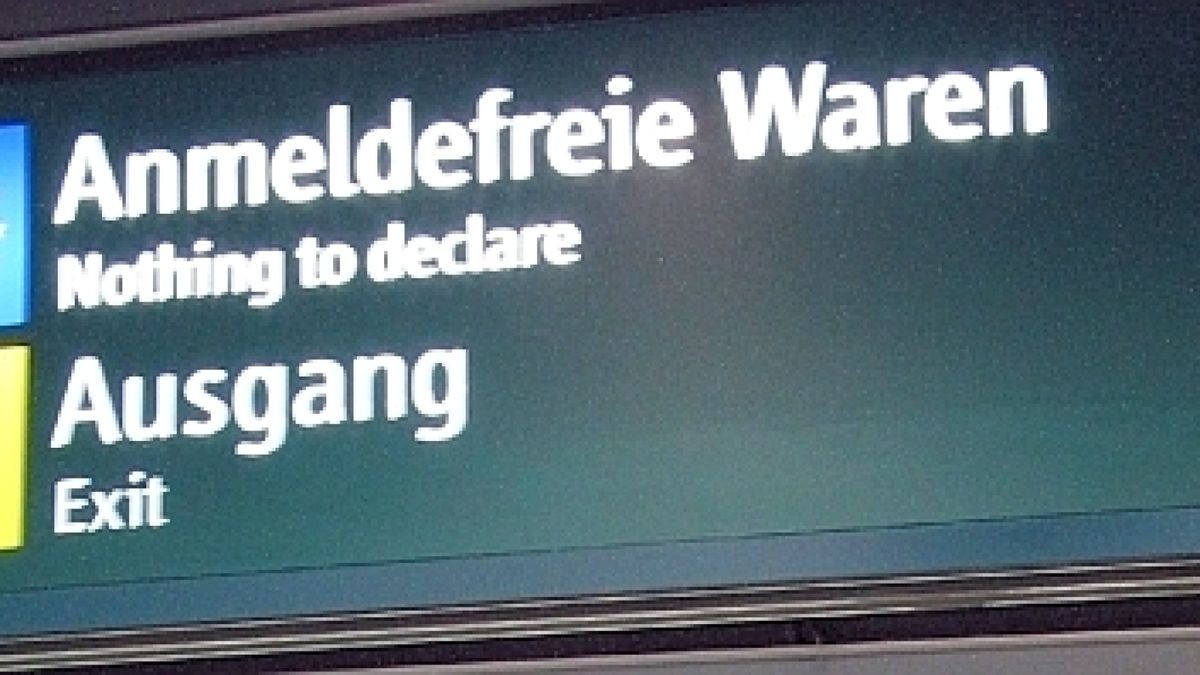 Anmeldefreie Waren
Nothing to declare
Ausgang
Exit